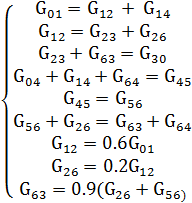 G₀₁ = G₁₂ + G₁₄
G₁₂ = G₂₃ + G₂₆
G₂₃ + G₆₃ = G₃₀
G₀₄ + G₁₄ + G₆₄ = G₄₅
G₄₅ = G₅₆
G₅₆ + G₂₆ = G₆₃ + G₆₄
G₁₂ = 0.6G₀₁
G₂₆ = 0.2G₁₂
G₆₃ = 0.9(G₂₆ + G₅₆)